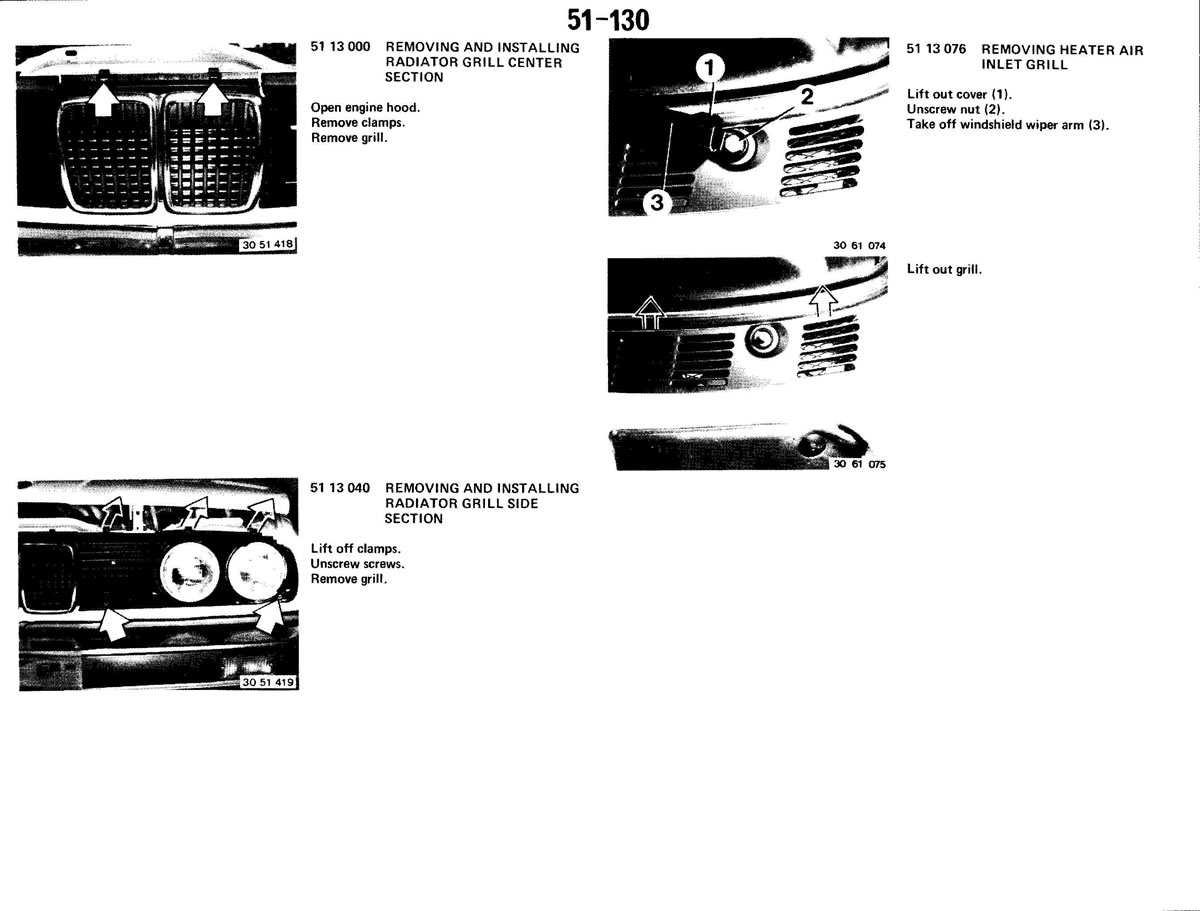 51-130
51 13 000 REMOVING AND INSTALLING
RADIATOR GRILL CENTER
SECTION
Open engine hood.
Remove clamps.
Remove grill.
30 51 418
51 13 040 REMOVING AND INSTALLING
RADIATOR GRILL SIDE
SECTION
Lift off clamps.
Unscrew screws.
Remove grill.
30 51 419
51 13 076 REMOVING HEATER AIR
INLET GRILL
Lift out cover (1).
Unscrew nut (2).
Take off windshield wiper arm (3).
1
2
3
30 61 074
Lift out grill.
30 61 075